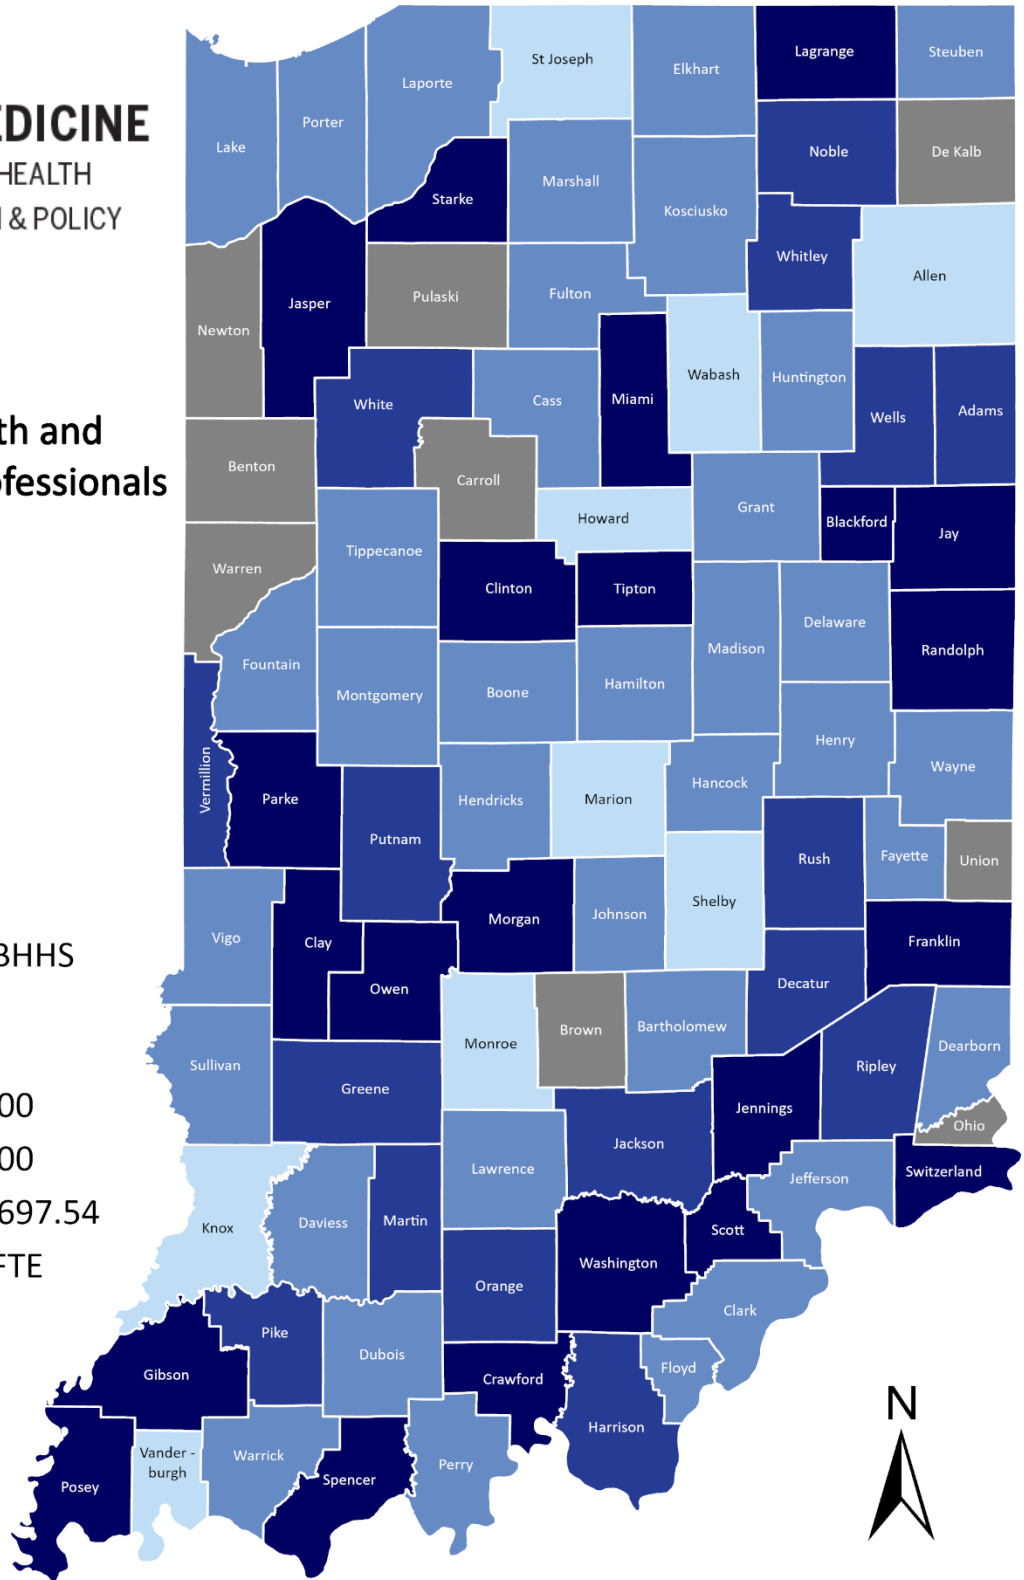 EDICINE
HEALTH
& POLICY
th and
ofessionals
BHHS
00
00
697.54
FTE
St Joseph
Elkhart
Lagrange
Steuben
Laporte
Porter
Lake
Noble
De Kalb
Marshall
Starke
Kosciusko
Whitley
Allen
Fulton
Pulaski
Jasper
Newton
Wabash
Huntington
Miami
Cass
White
Wells
Adams
Benton
Carroll
Howard
Grant
Blackford
Jay
Tippecanoe
Warren
Clinton
Tipton
Delaware
Madison
Randolph
Fountain
Montgomery
Boone
Hamilton
Henry
Wayne
Vermillion
Parke
Hendricks
Marion
Hancock
Putnam
Rush
Fayette
Union
Shelby
Vigo
Clay
Morgan
Johnson
Franklin
Owen
Decatur
Monroe
Brown
Bartholomew
Dearborn
Sullivan
Greene
Ripley
Jennings
Ohio
Jackson
Lawrence
Jefferson
Switzerland
Knox
Daviess
Martin
Scott
Washington
Orange
Clark
Pike
Dubois
Gibson
Crawford
Floyd
Harrison
N
Vander -
burgh
Warrick
Perry
Spencer
Posey